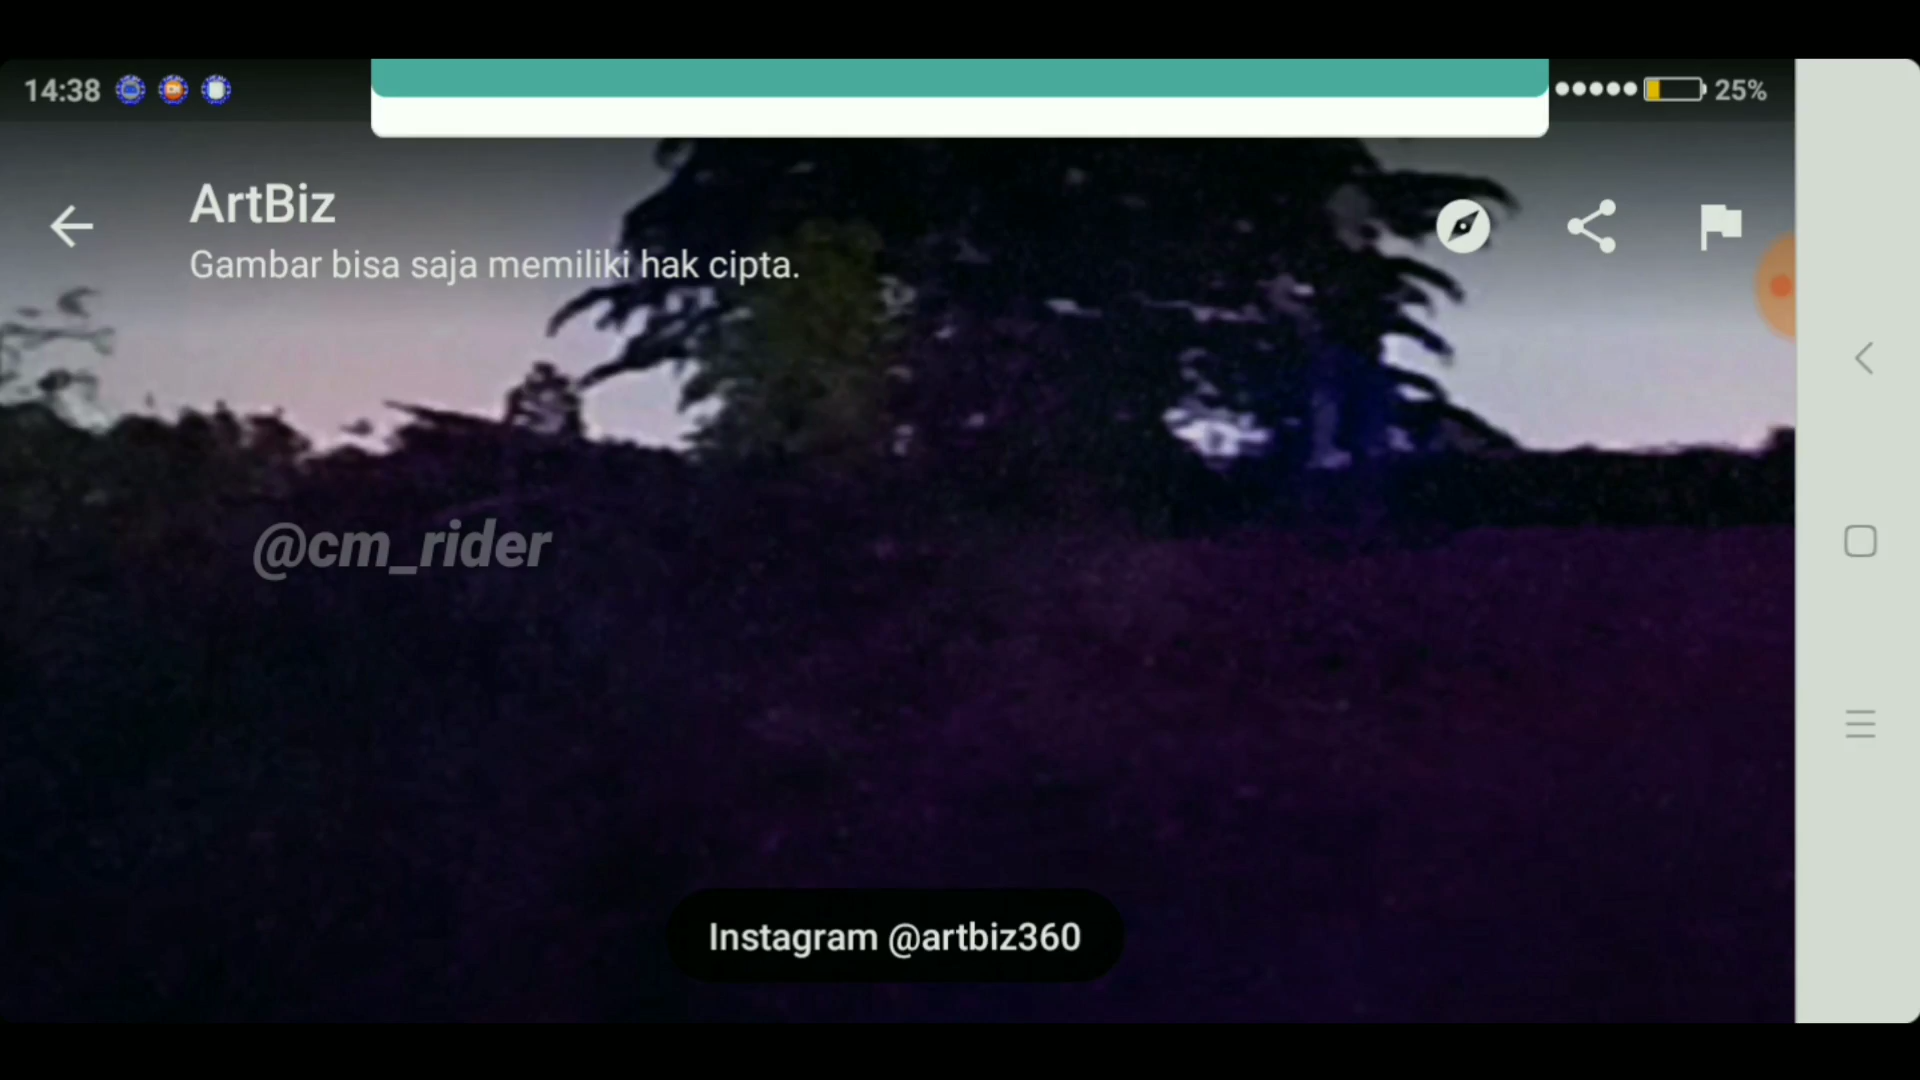 14:38
25%
ArtBiz
Gambar bisa saja memiliki hak cipta.
@cm_rider
Instagram @artbiz360